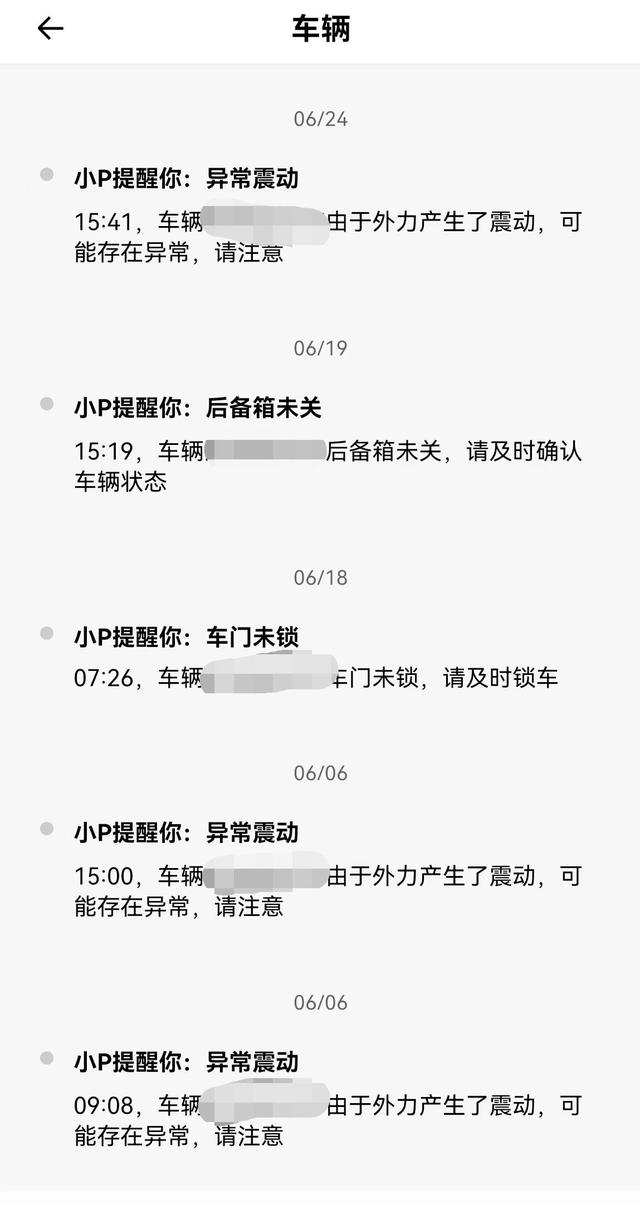 车辆
06/24
小P提醒你：异常震动
15:41，车辆由于外力产生了震动，可
能存在异常，请注意
06/19
小P提醒你：后备箱未关
15:19，车辆后备箱未关，请及时确认
车辆状态
06/18
小P提醒你：车门未锁
07:26，车辆车门未锁，请及时锁车
06/06
小P提醒你：异常震动
15:00，车辆由于外力产生了震动，可
能存在异常，请注意
06/06
小P提醒你：异常震动
09:08，车辆由于外力产生了震动，可
能存在异常，请注意